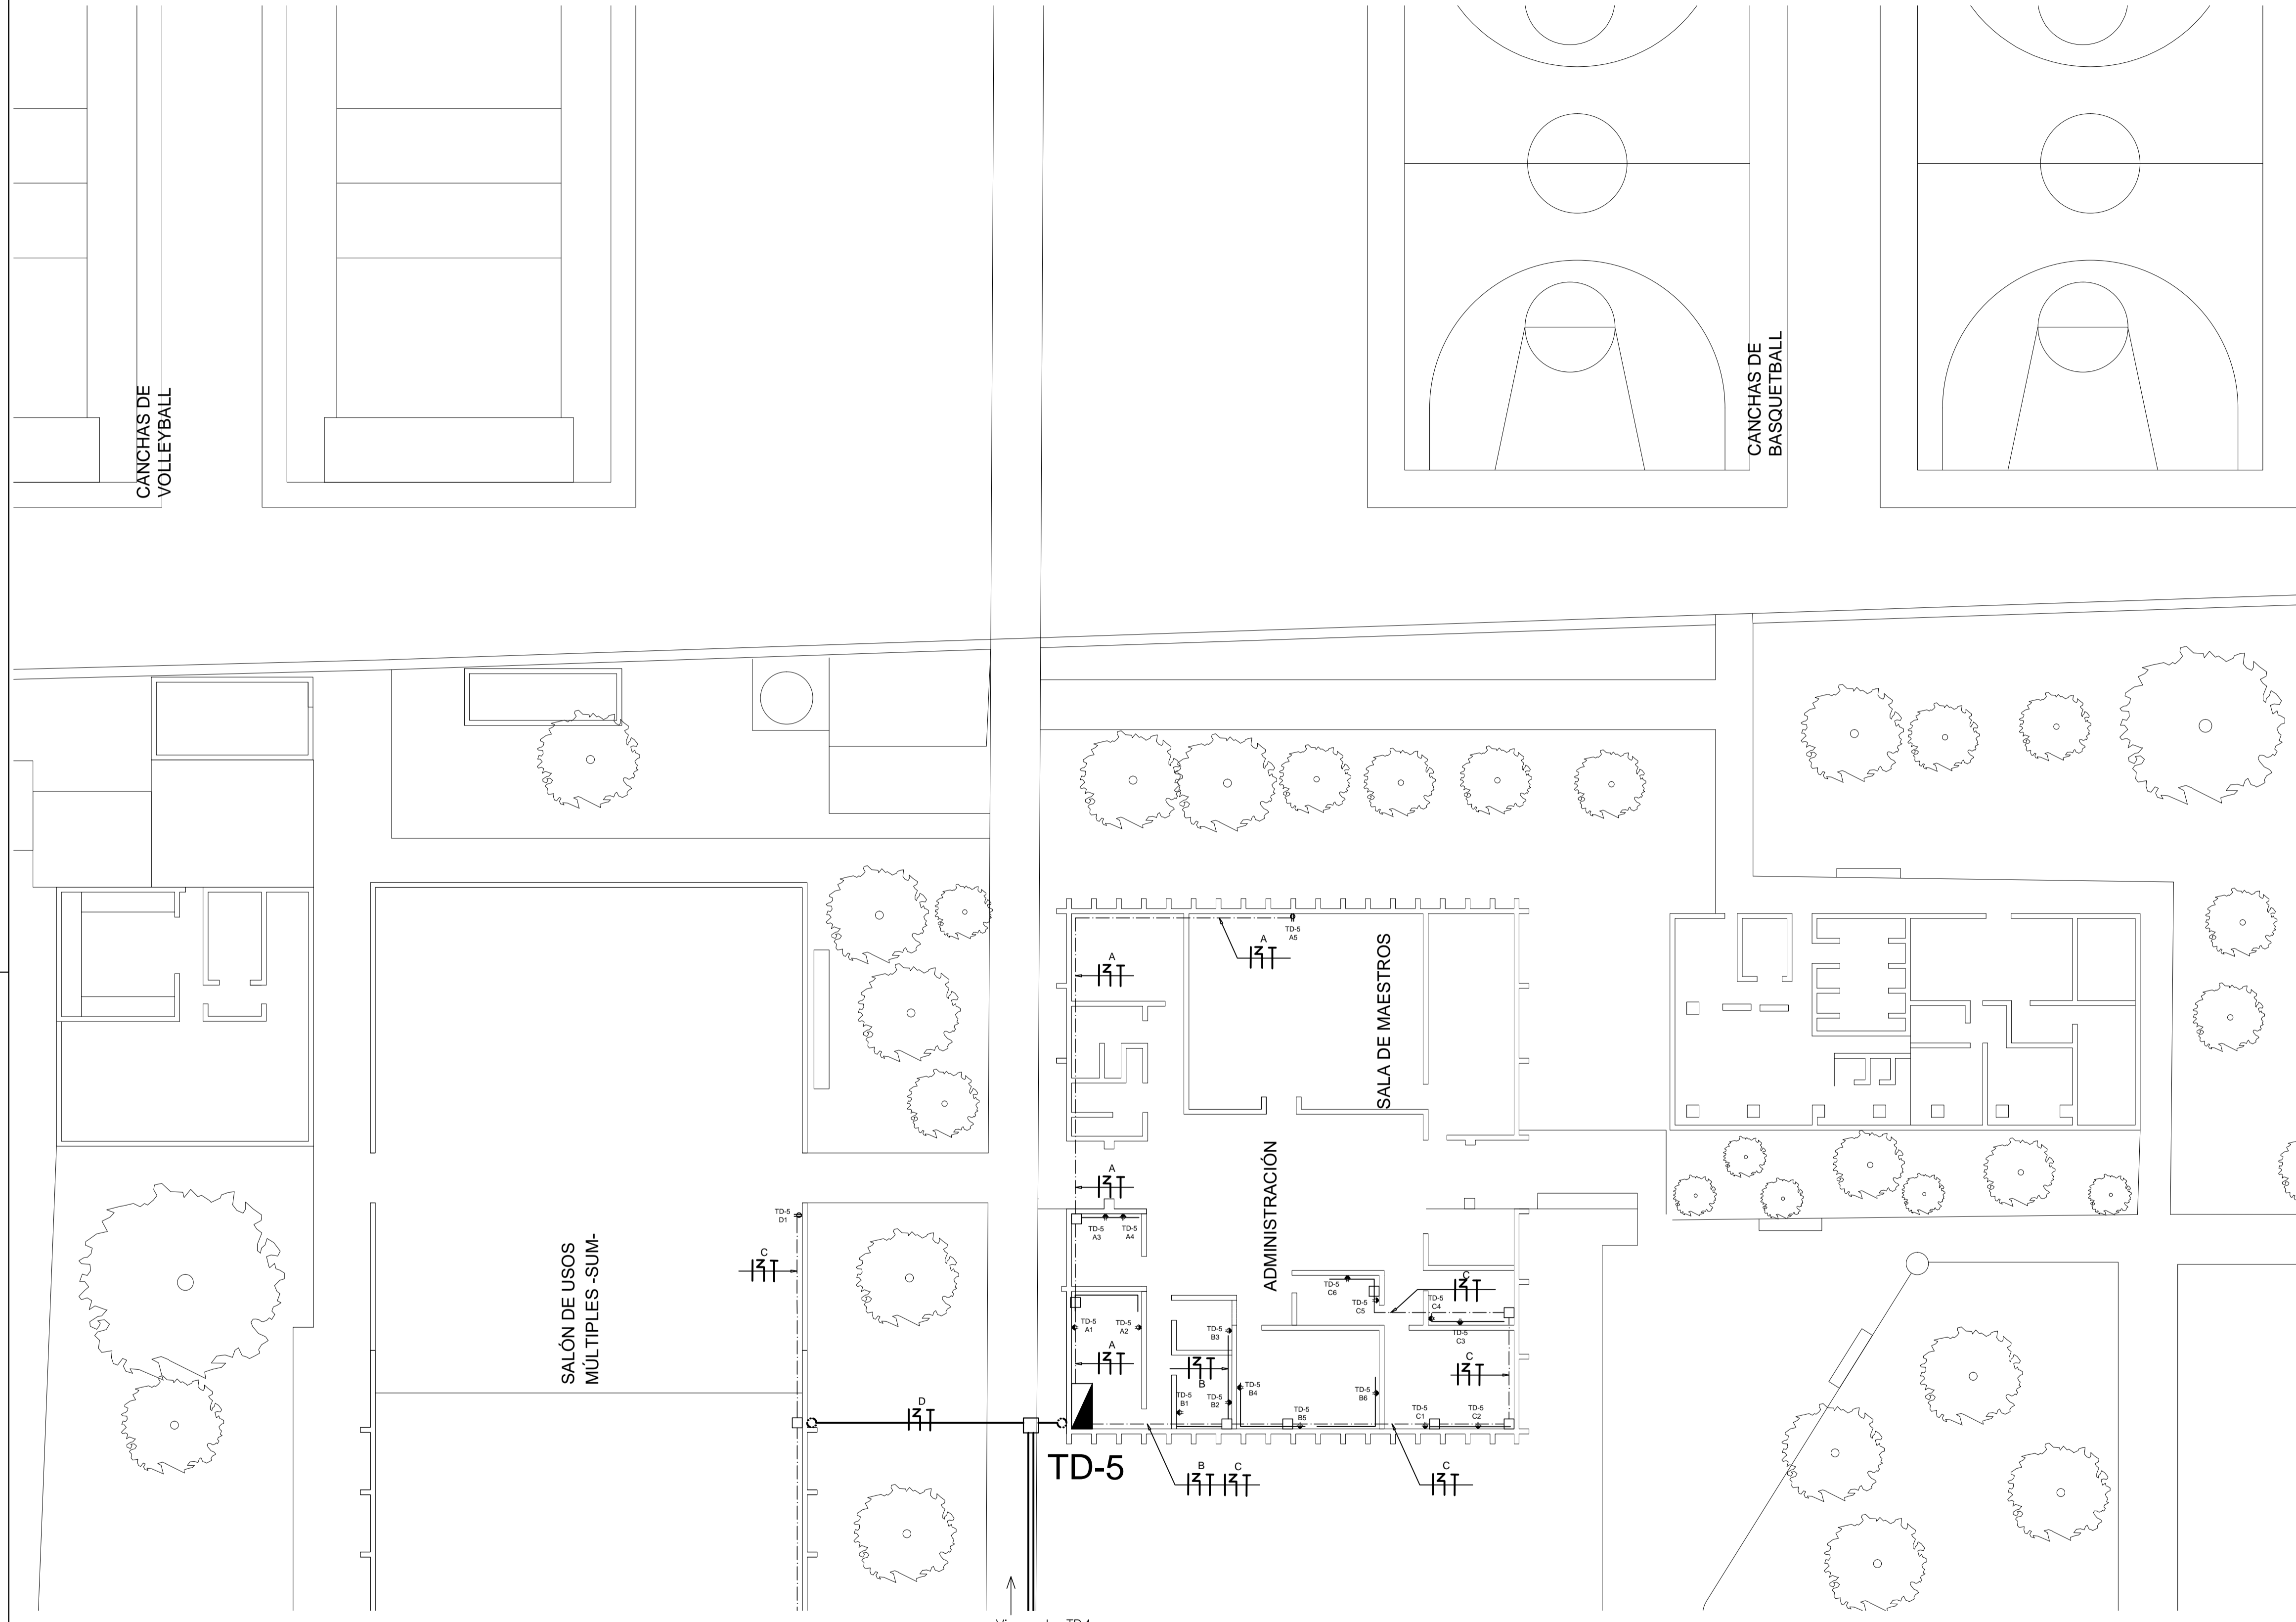 CANCHAS DE
VOLLEYBALL
CANCHAS DE
BASQUETBALL
TD-5
A5
A
A
SALA DE MAESTROS
ADMINISTRACIÓN
A
TD-5
A3
TD-5
A4
TD-5
D1
C
SALÓN DE USOS
MÚLTIPLES -SUM-
TD-5
C6
TD-5
C5
C
TD-5
C4
TD-5
C3
TD-5
A1
TD-5
A2
TD-5
B3
A
B
C
TD-5
B1
TD-5
B2
TD-5
B4
TD-5
B5
TD-5
B6
TD-5
C1
TD-5
C2
D
TD-5
B
C
C